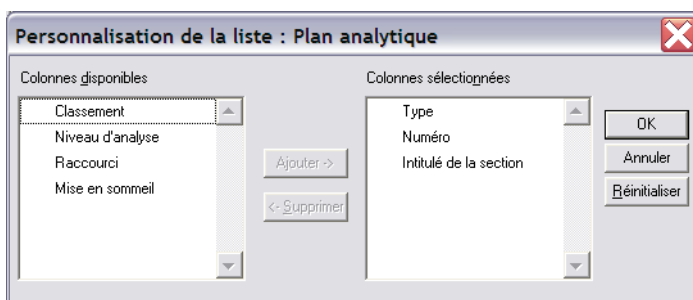 Personnalisation de la liste : Plan analytique
Colonnes disponibles
Classement
Niveau d'analyse
Raccourci
Mise en sommeil
Ajouter ->
<- Supprimer
Colonnes sélectionnées
Type
Numéro
Intitulé de la section
OK
Annuler
Réinitialiser